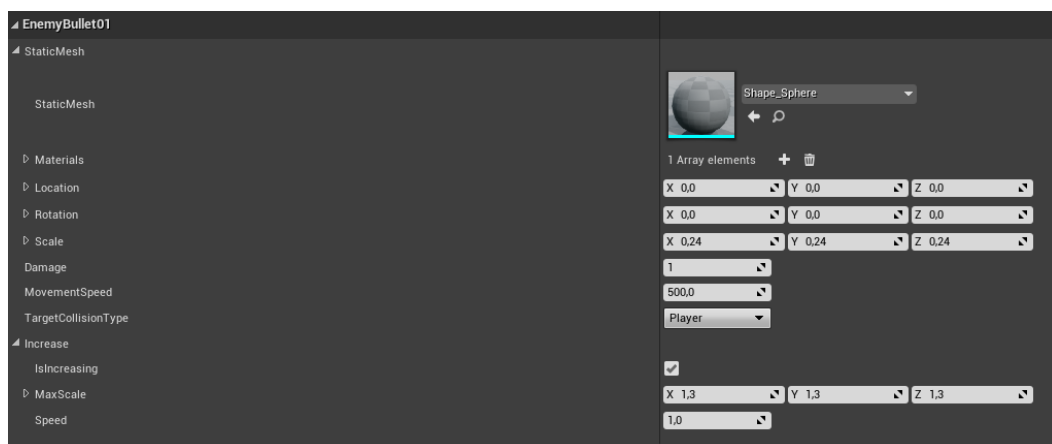 EnemyBullet01
StaticMesh
StaticMesh
Shape_Sphere
Materials
1 Array elements
Location
X 0,0 Y 0,0 Z 0,0
Rotation
X 0,0 Y 0,0 Z 0,0
Scale
X 0,24 Y 0,24 Z 0,24
Damage
1
MovementSpeed
500,0
TargetCollisionType
Player
Increase
IsIncreasing
MaxScale
X 1,3 Y 1,3 Z 1,3
Speed
1,0